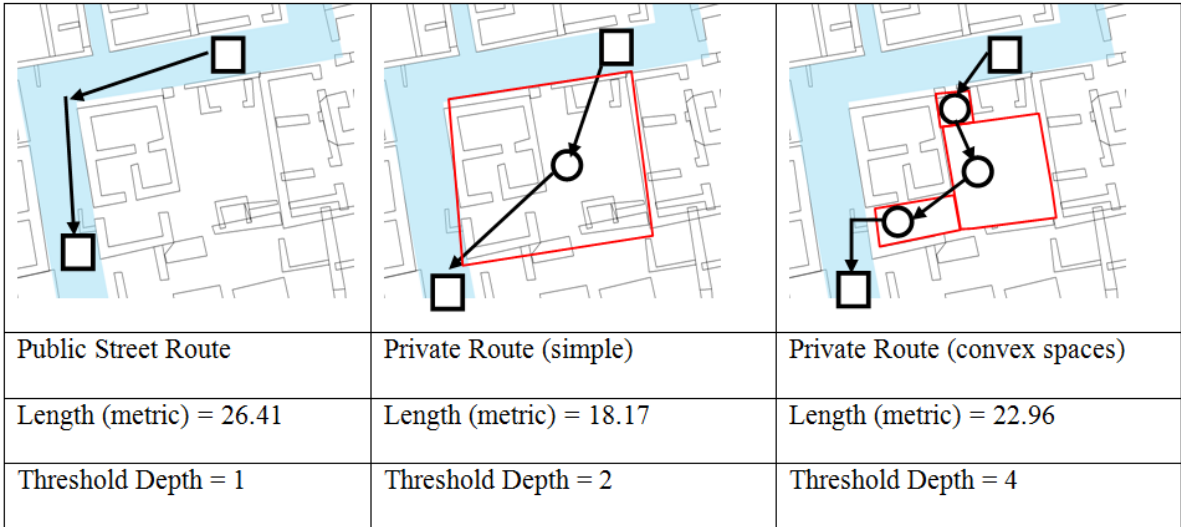 Public Street Route
Private Route (simple)
Private Route (convex spaces)
Length (metric) = 26.41
Length (metric) = 18.17
Length (metric) = 22.96
Threshold Depth = 1
Threshold Depth = 2
Threshold Depth = 4